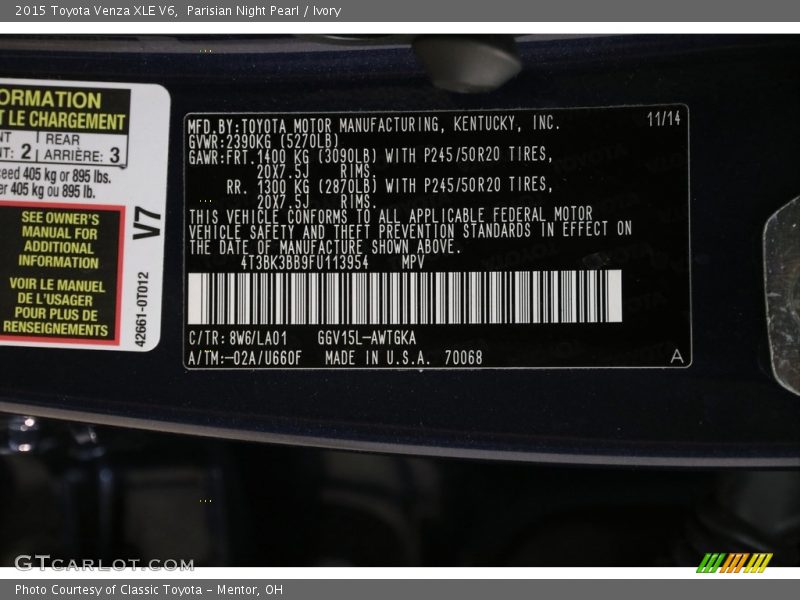 2015 Toyota Venza XLE V6, Parisian Night Pearl / Ivory
ORMATION
T LE CHARGEMENT
NT REAR
NT: 2 ARRIÈRE: 3
ceed 405 kg or 895 lbs.
er 405 kg ou 895 lb.
SEE OWNER'S
MANUAL FOR
ADDITIONAL
INFORMATION
VOIR LE MANUEL
DE L'USAGER
POUR PLUS DE
RENSEIGNEMENTS
V7
42661-0T012
MFD.BY:TOYOTA MOTOR MANUFACTURING, KENTUCKY, INC. 11/14
GVWR:2390KG (5270LB)
GAWR:FRT.1400 KG (3090LB) WITH P245/50R20 TIRES,
20X7.5J RIMS.
RR. 1300 KG (2870LB) WITH P245/50R20 TIRES,
20X7.5J RIMS.
THIS VEHICLE CONFORMS TO ALL APPLICABLE FEDERAL MOTOR
VEHICLE SAFETY AND THEFT PREVENTION STANDARDS IN EFFECT ON
THE DATE OF MANUFACTURE SHOWN ABOVE.
4T3BK3BB9FU113954 MPV
C/TR: 8W6/LA01 GGV15L-AWTGKA
A/TM:-02A/U660F MADE IN U.S.A. 70068 A
GTCARLOT.COM
Photo Courtesy of Classic Toyota - Mentor, OH